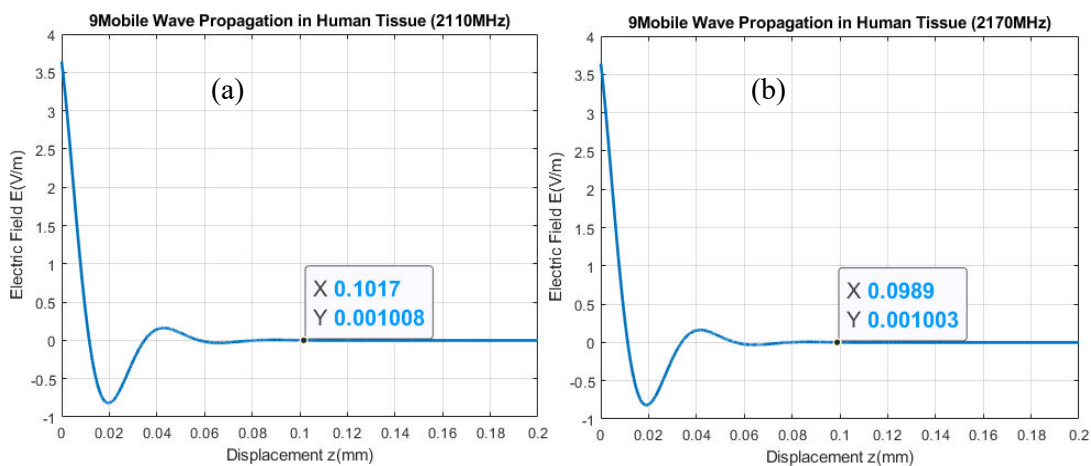 9Mobile Wave Propagation in Human Tissue (2110MHz)
(a)
4
3.5
3
2.5
2
1.5
1
0.5
0
-0.5
-1
Electric Field E(V/m)
X 0.1017
Y 0.001008
0 0.02 0.04 0.06 0.08 0.1 0.12 0.14 0.16 0.18 0.2
Displacement z(mm)
9Mobile Wave Propagation in Human Tissue (2170MHz)
(b)
4
3.5
3
2.5
2
1.5
1
0.5
0
-0.5
-1
Electric Field E(V/m)
X 0.0989
Y 0.001003
0 0.02 0.04 0.06 0.08 0.1 0.12 0.14 0.16 0.18 0.2
Displacement z(mm)